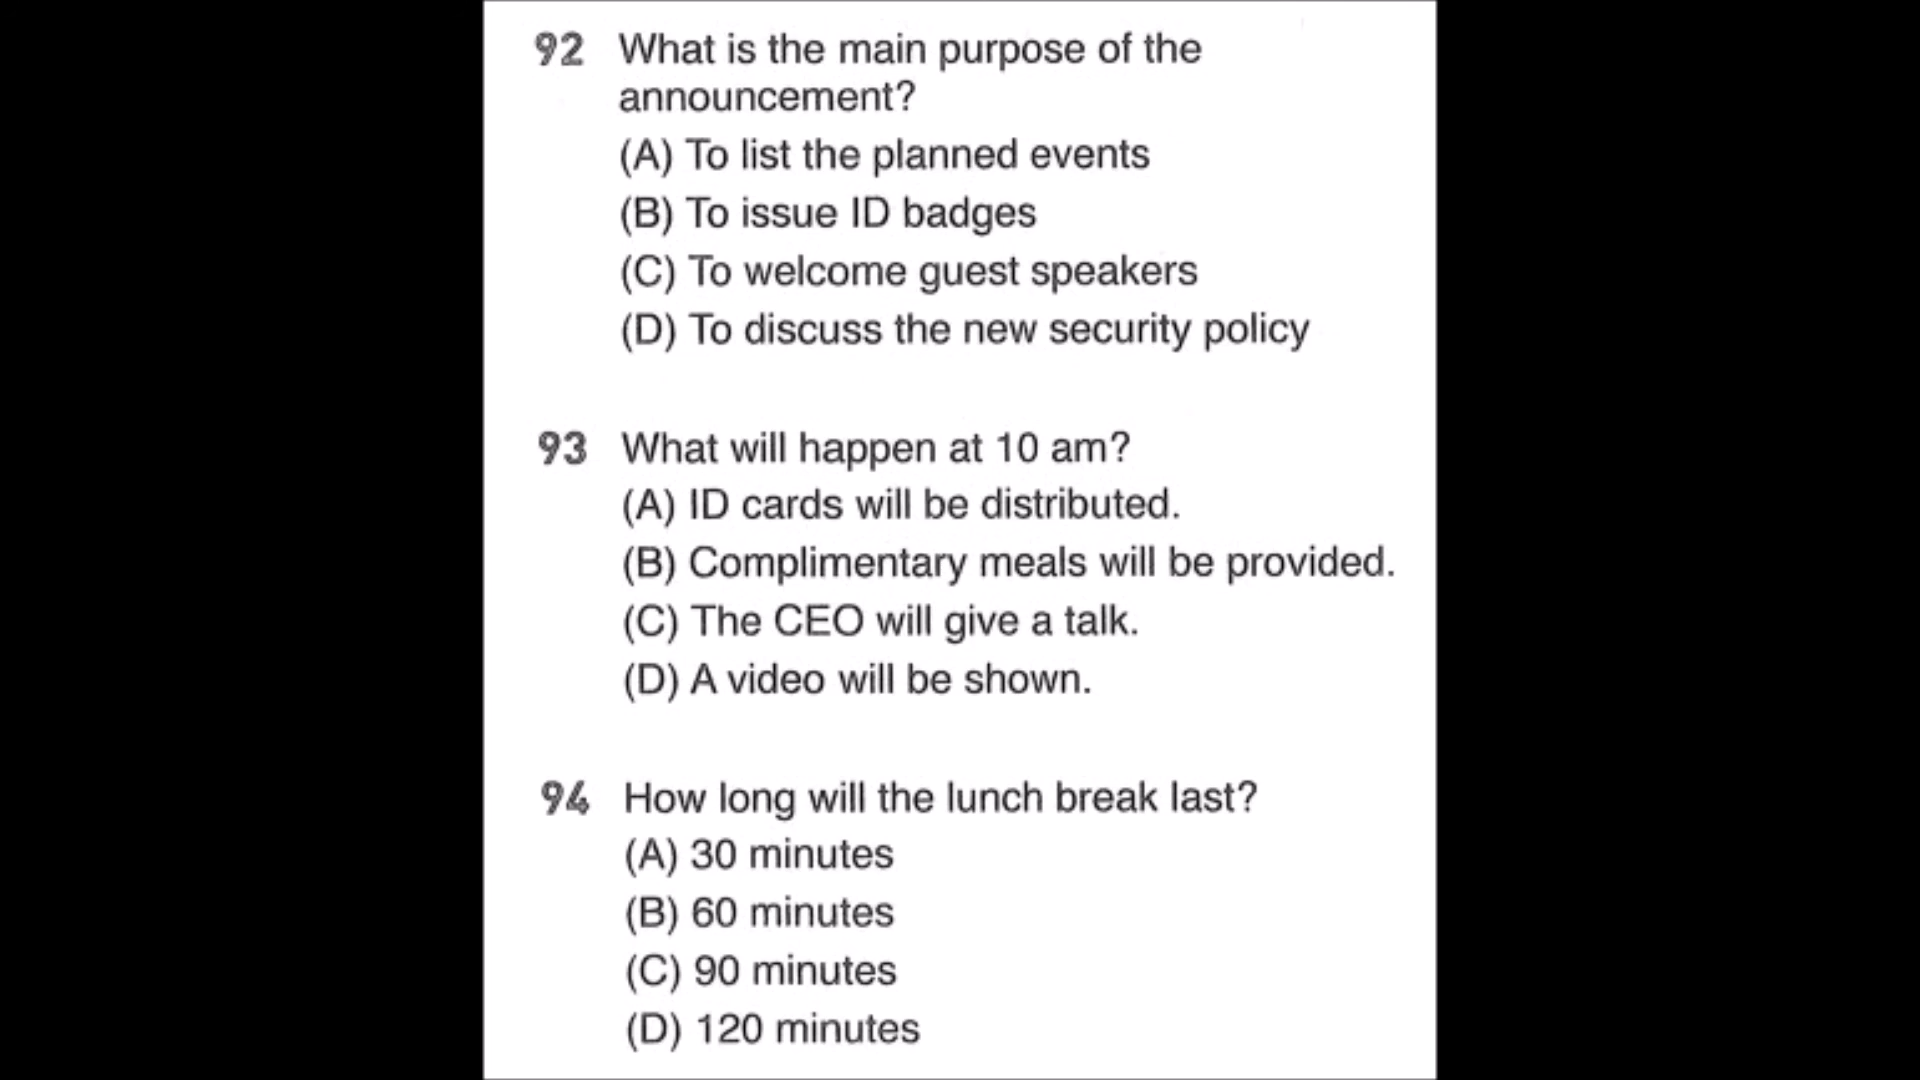 92 What is the main purpose of the
announcement?
(A) To list the planned events
(B) To issue ID badges
(C) To welcome guest speakers
(D) To discuss the new security policy
93 What will happen at 10 am?
(A) ID cards will be distributed.
(B) Complimentary meals will be provided.
(C) The CEO will give a talk.
(D) A video will be shown.
94 How long will the lunch break last?
(A) 30 minutes
(B) 60 minutes
(C) 90 minutes
(D) 120 minutes